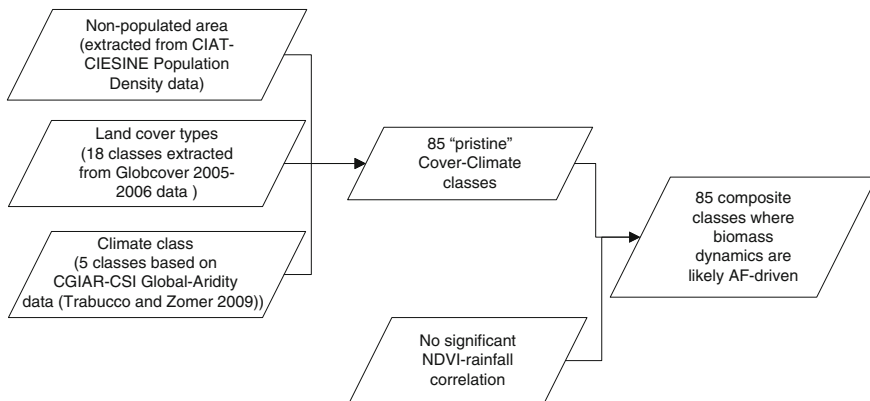 Non-populated area
(extracted from CIAT-
CIESINE Population
Density data)
Land cover types
(18 classes extracted
from Globcover 2005-
2006 data )
Climate class
(5 classes based on
CGIAR-CSI Global-Aridity
data (Trabucco and Zomer 2009))
85 “pristine”
Cover-Climate
classes
No significant
NDVI-rainfall
correlation
85 composite
classes where
biomass
dynamics are
likely AF-driven